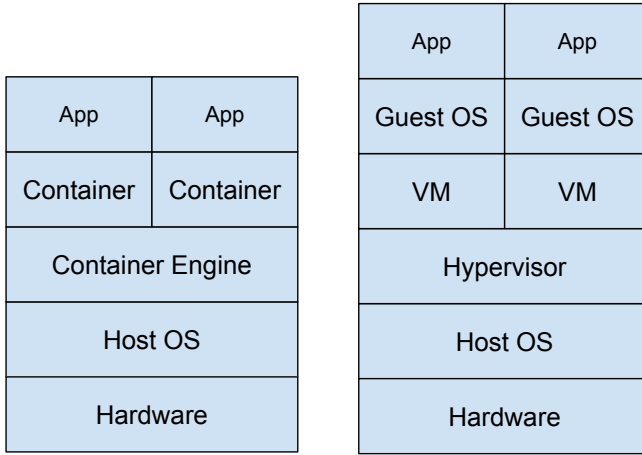 App App
Container Container
Container Engine
Host OS
Hardware
App App
Guest OS Guest OS
VM VM
Hypervisor
Host OS
Hardware